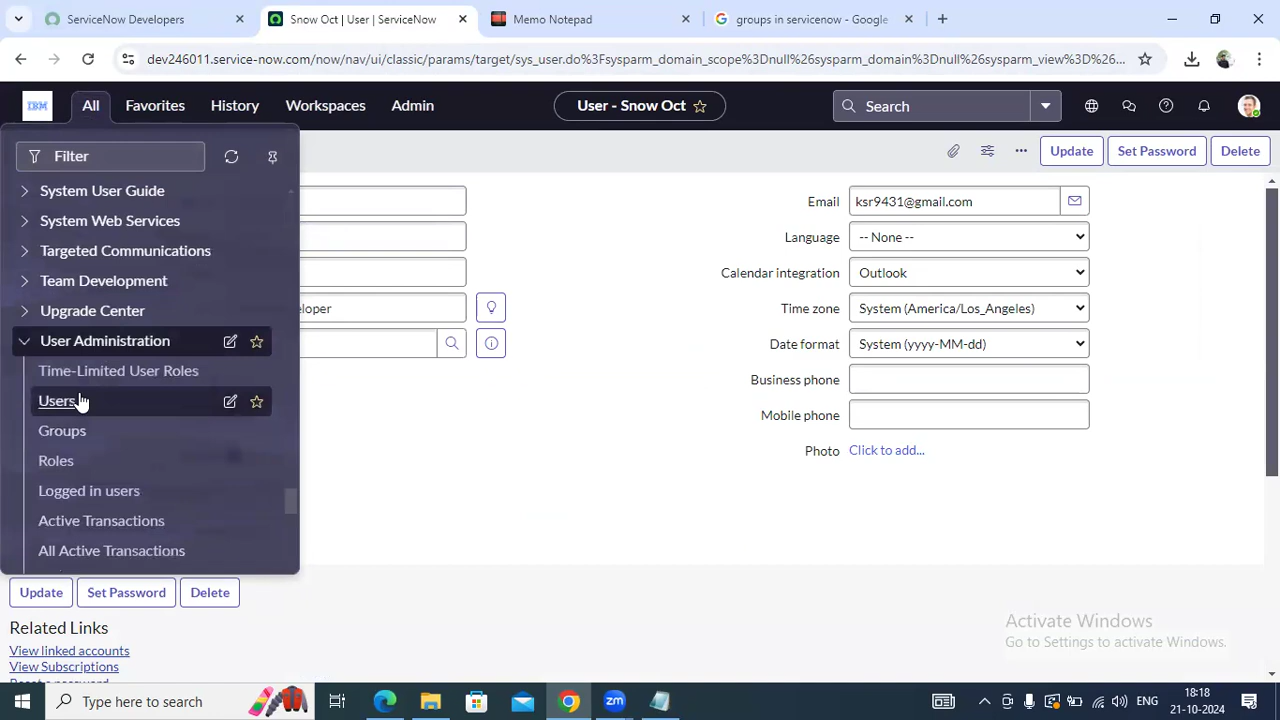 ServiceNow Developers
Snow Oct | User | ServiceNow
Memo Notepad
groups in servicenow - Google
dev246011.service-now.com/now/nav/ui/classic/params/target/sys_user.do%3Fsysparm_domain_scope%3Dnull%26sysparm_domain%3Dnull%26sysparm_view%3D%26...
IBM
All
Favorites
History
Workspaces
Admin
User - Snow Oct
Search
Filter
Update
Set Password
Delete
System User Guide
System Web Services
Targeted Communications
Team Development
Upgrade Center
User Administration
Time-Limited User Roles
Users
Groups
Roles
Logged in users
Active Transactions
All Active Transactions
eloper
Email
ksr9431@gmail.com
Language
-- None --
Calendar integration
Outlook
Time zone
System (America/Los_Angeles)
Date format
System (yyyy-MM-dd)
Business phone
Mobile phone
Photo
Click to add...
Update
Set Password
Delete
Related Links
View linked accounts
View Subscriptions
Activate Windows
Go to Settings to activate Windows.
Type here to search
ENG
18:18
21-10-2024